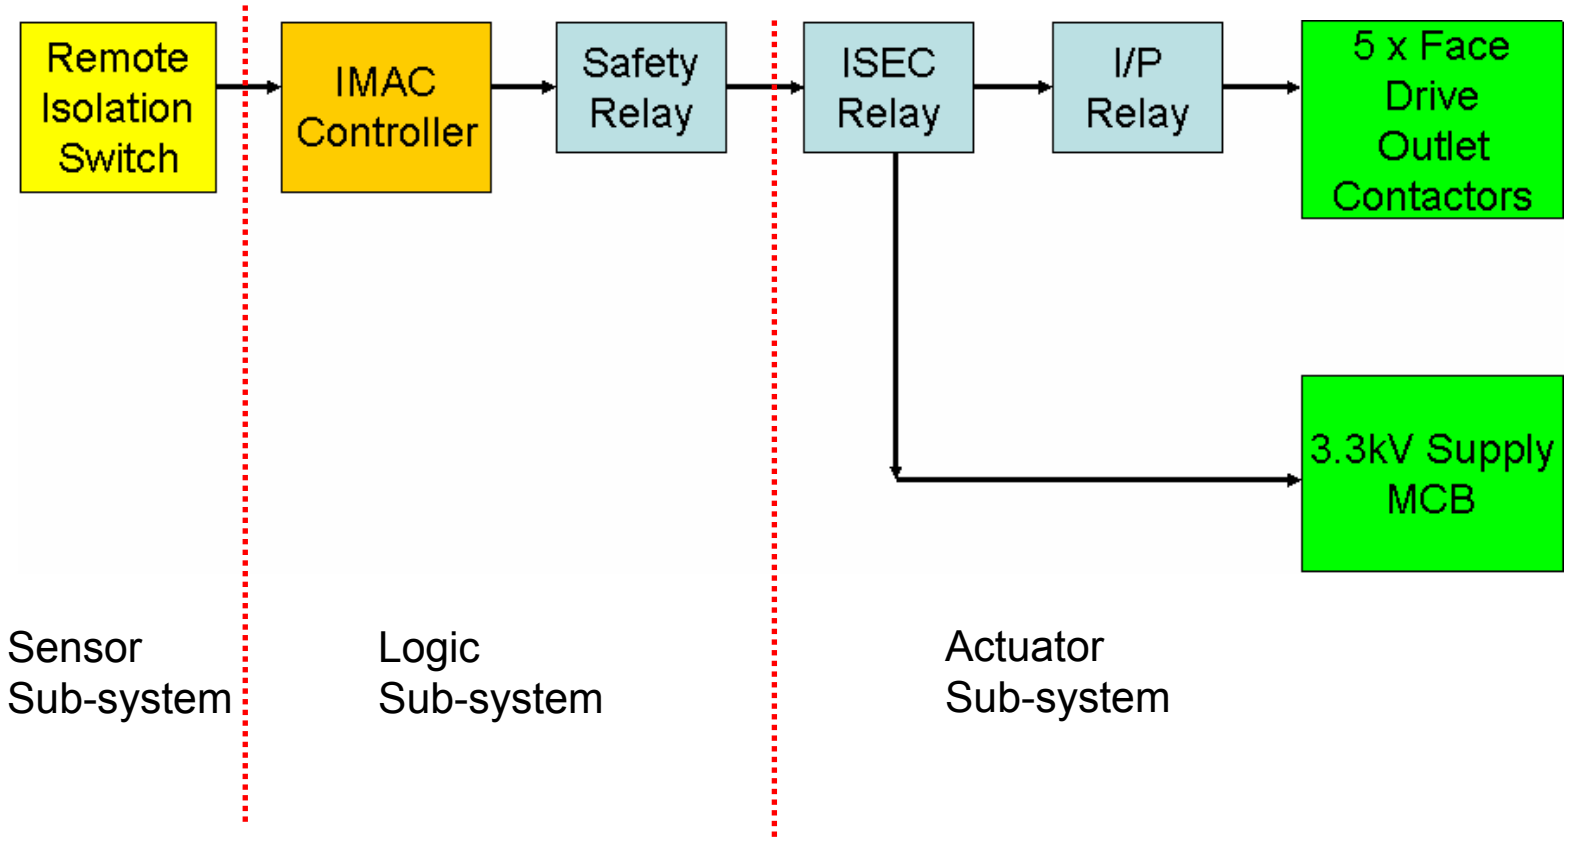 Remote
Isolation
Switch
IMAC
Controller
Safety
Relay
ISEC
Relay
I/P
Relay
5 x Face
Drive
Outlet
Contactors
3.3kV Supply
MCB
Sensor
Sub-system
Logic
Sub-system
Actuator
Sub-system